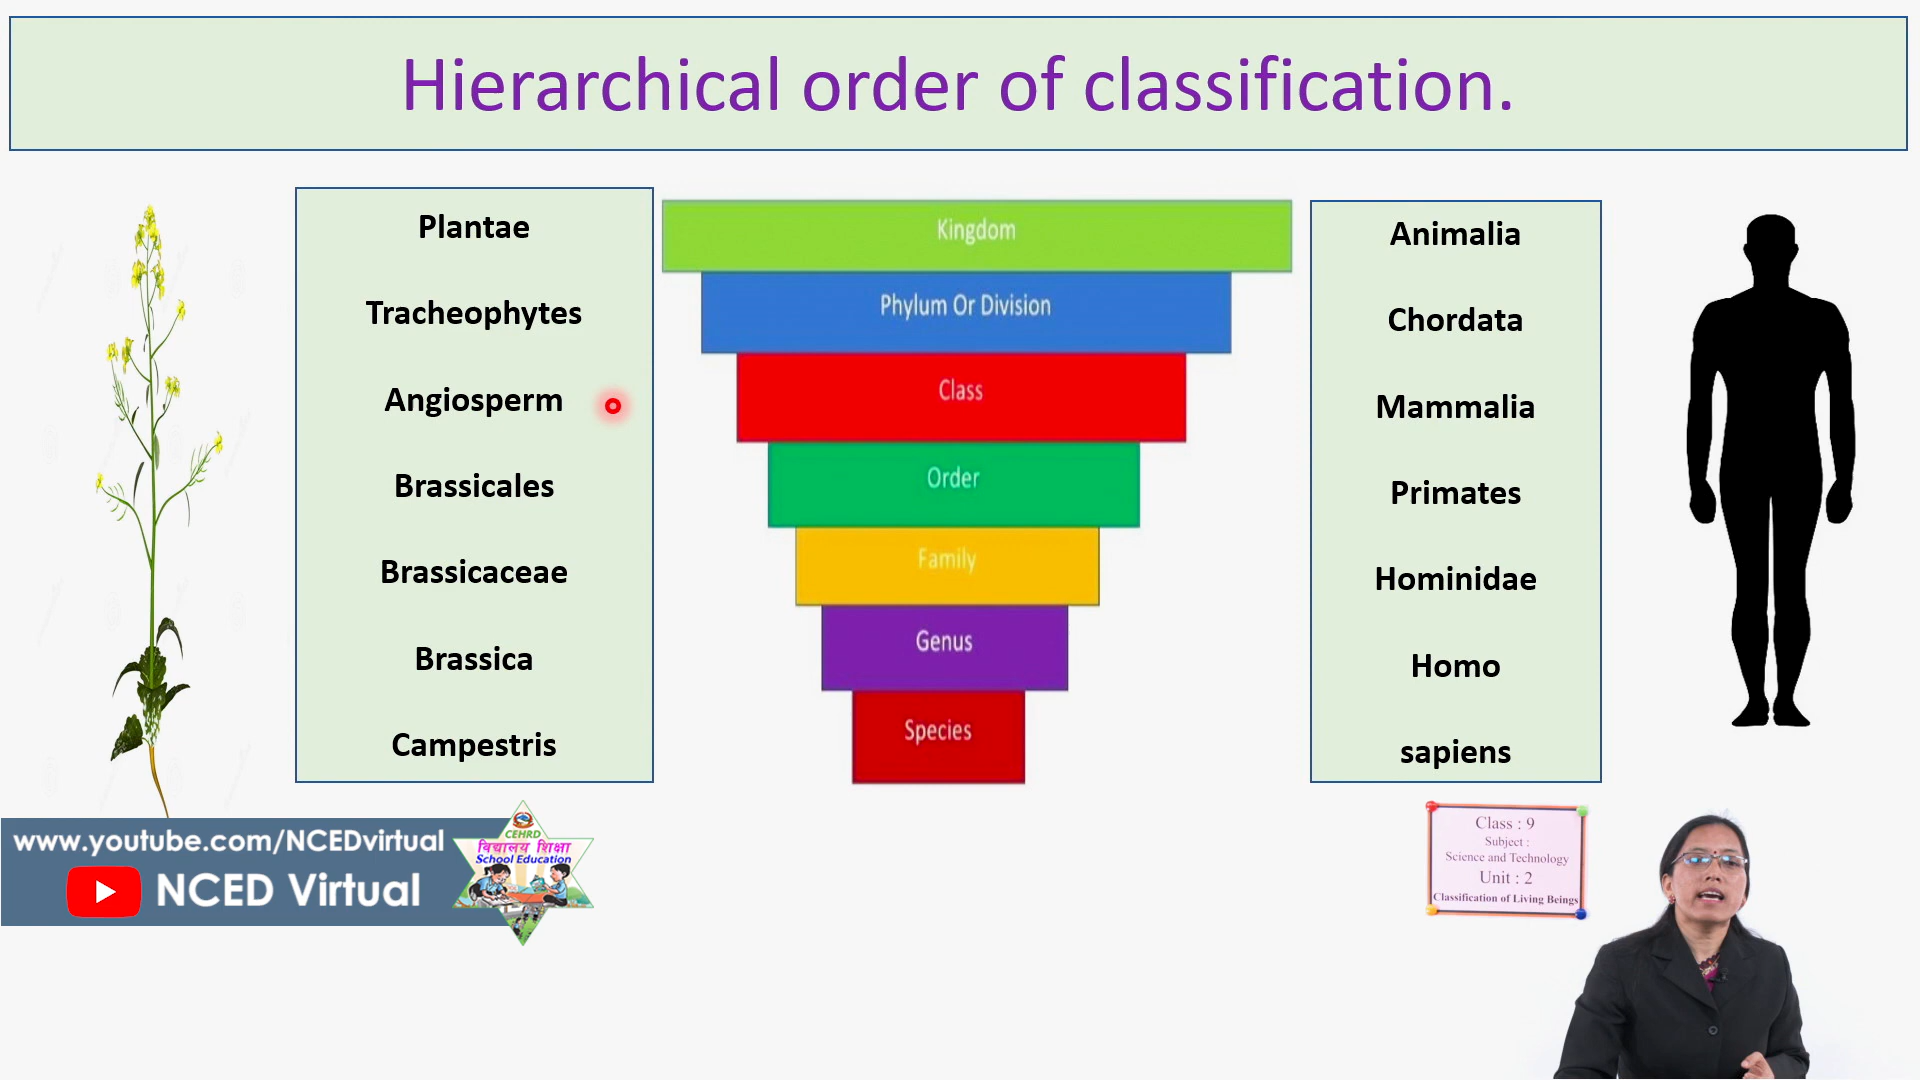 Hierarchical order of classification.
Plantae
Tracheophytes
Angiosperm
Brassicales
Brassicaceae
Brassica
Campestris
Kingdom
Phylum Or Division
Class
Order
Family
Genus
Species
Animalia
Chordata
Mammalia
Primates
Hominidae
Homo
sapiens
www.youtube.com/NCEDvirtual
NCED Virtual
CEHRD
विद्यालय शिक्षा
School Education
Class : 9
Subject :
Science and Technology
Unit : 2
Classification of Living Beings